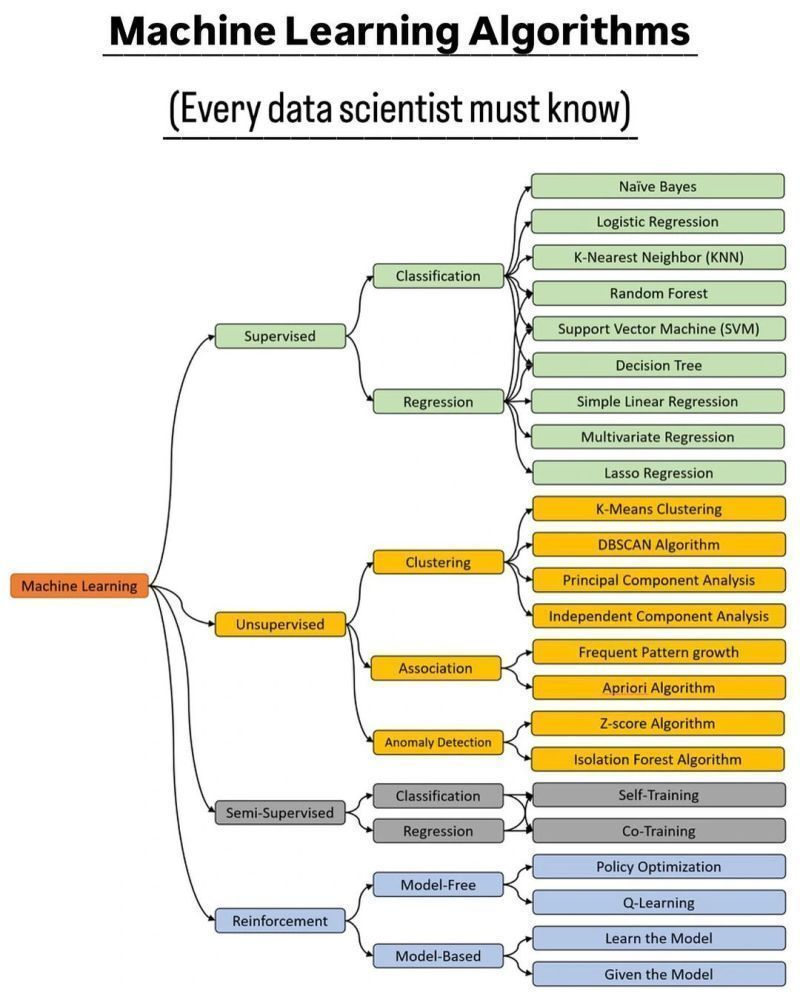 Machine Learning Algorithms
(Every data scientist must know)
Machine Learning
Supervised
Classification
Naïve Bayes
Logistic Regression
K-Nearest Neighbor (KNN)
Random Forest
Support Vector Machine (SVM)
Decision Tree
Regression
Simple Linear Regression
Multivariate Regression
Lasso Regression
Unsupervised
Clustering
K-Means Clustering
DBSCAN Algorithm
Principal Component Analysis
Independent Component Analysis
Association
Frequent Pattern growth
Apriori Algorithm
Anomaly Detection
Z-score Algorithm
Isolation Forest Algorithm
Semi-Supervised
Classification
Regression
Self-Training
Co-Training
Reinforcement
Model-Free
Policy Optimization
Q-Learning
Model-Based
Learn the Model
Given the Model